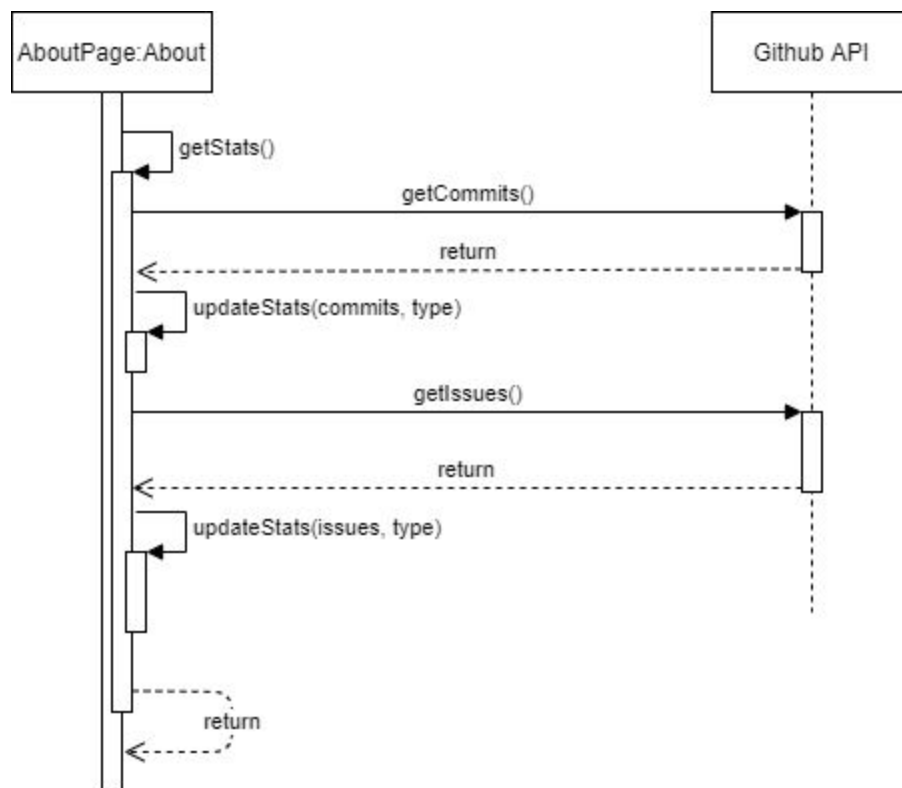 AboutPage:About
Github API
getStats()
getCommits()
return
updateStats(commits, type)
getIssues()
return
updateStats(issues, type)
return